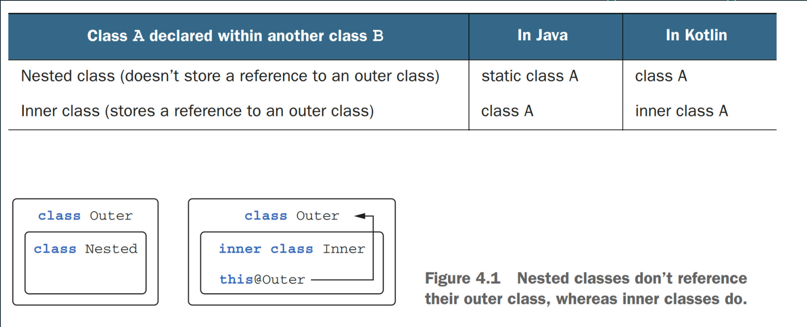 Class A declared within another class B In Java In Kotlin
Nested class (doesn't store a reference to an outer class) static class A class A
Inner class (stores a reference to an outer class) class A inner class A
class Outer
class Nested
class Outer
inner class Inner
this@Outer
Figure 4.1 Nested classes don't reference
their outer class, whereas inner classes do.